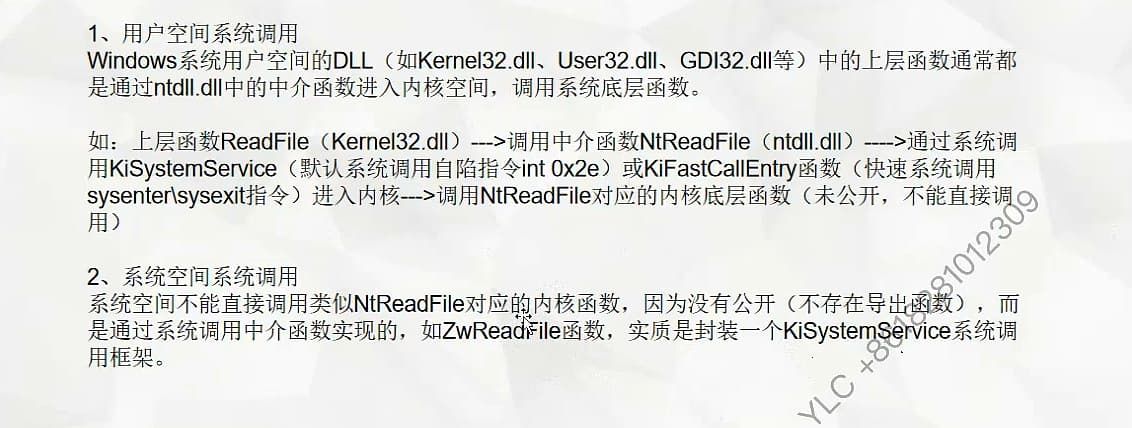 1、用户空间系统调用
Windows系统用户空间的DLL（如Kernel32.dll、User32.dll、GDI32.dll等）中的上层函数通常都
是通过ntdll.dll中的中介函数进入内核空间，调用系统底层函数。
如：上层函数ReadFile（Kernel32.dll）--->调用中介函数NtReadFile（ntdll.dll）---->通过系统调
用KiSystemService（默认系统调用自陷指令int 0x2e）或KiFastCallEntry函数（快速系统调用
sysenter\sysexit指令）进入内核--->调用NtReadFile对应的内核底层函数（未公开，不能直接调
用）
2、系统空间系统调用
系统空间不能直接调用类似NtReadFile对应的内核函数，因为没有公开（不存在导出函数），而
是通过系统调用中介函数实现的，如ZwReadFile函数，实质是封装一个KiSystemService系统调
用框架。
YLC +8618281012309